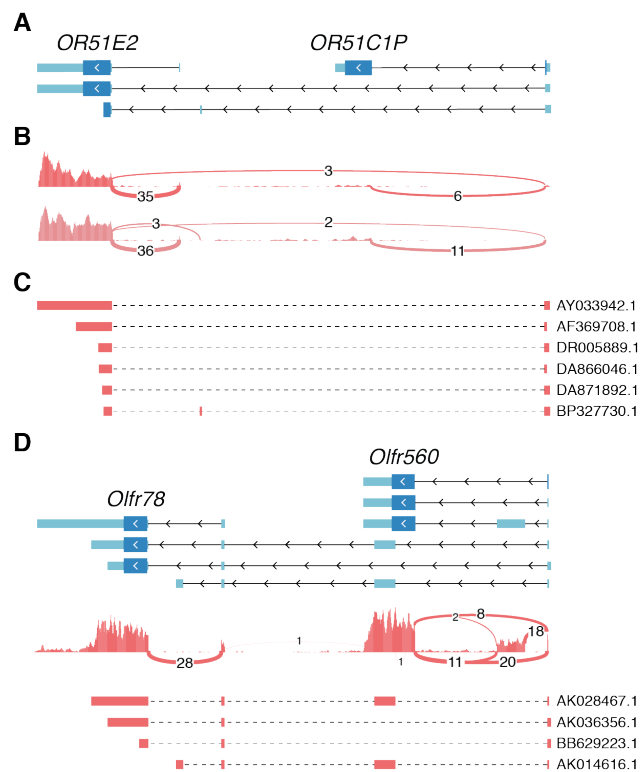 A
OR51E2 OR51C1P
B
3
35 6
3 2
36 11
C
AY033942.1
AF369708.1
DR005889.1
DA866046.1
DA871892.1
BP327730.1
D
Olfr560
Olfr78
2 8
18
1
28 1 11 20
AK028467.1
AK036356.1
BB629223.1
AK014616.1